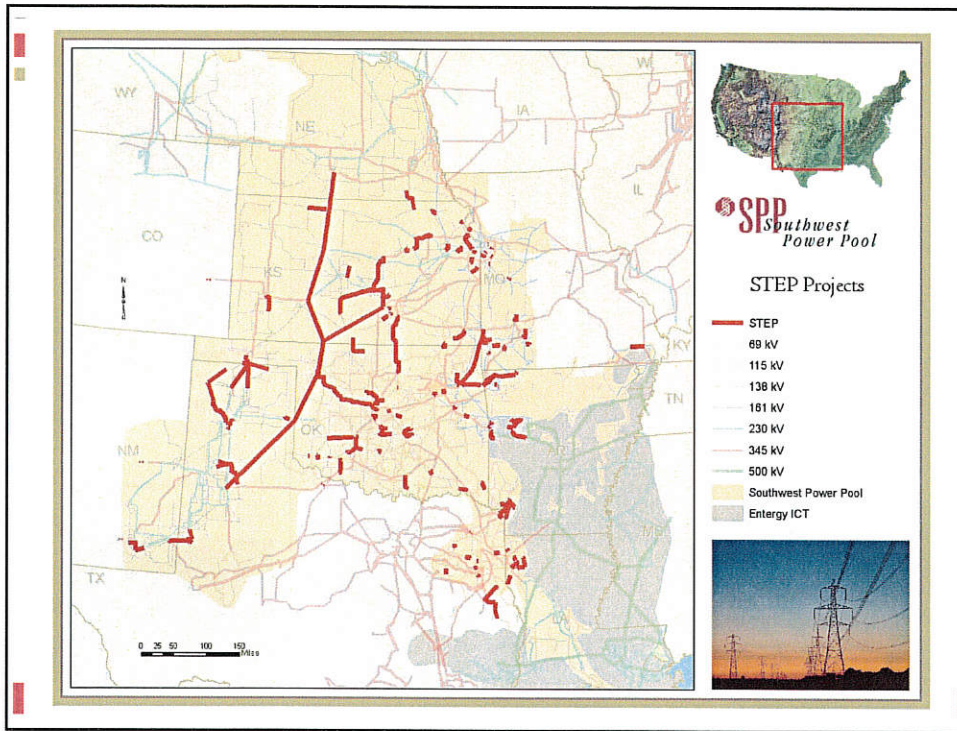 SD
WY
W
IA
NE
IL
CO
KS
MO
N
KY
TN
OK
NM
AR
TX
0 25 50 100 150
Miles
SPP
Southwest
Power Pool
STEP Projects
STEP
69 kV
115 kV
138 kV
161 kV
230 kV
345 kV
500 kV
Southwest Power Pool
Entergy ICT